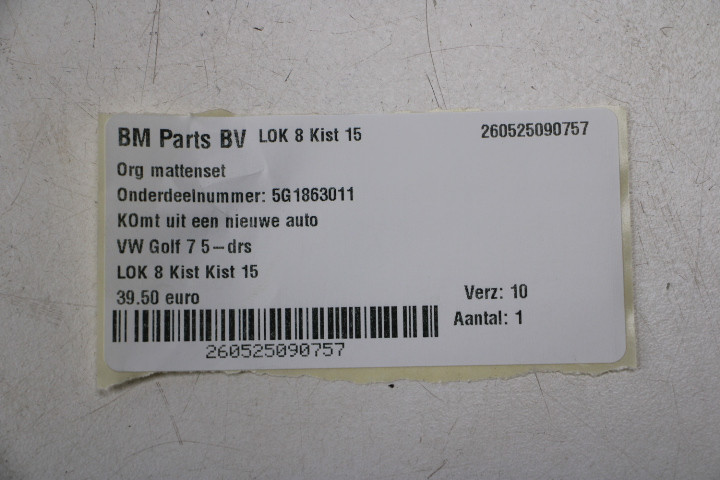 BM Parts BV LOK 8 Kist 15 260525090757
Org mattenset
Onderdeelnummer: 5G1863011
KOmt uit een nieuwe auto
VW Golf 7 5-drs
LOK 8 Kist Kist 15
39.50 euro Verz: 10
Aantal: 1
260525090757